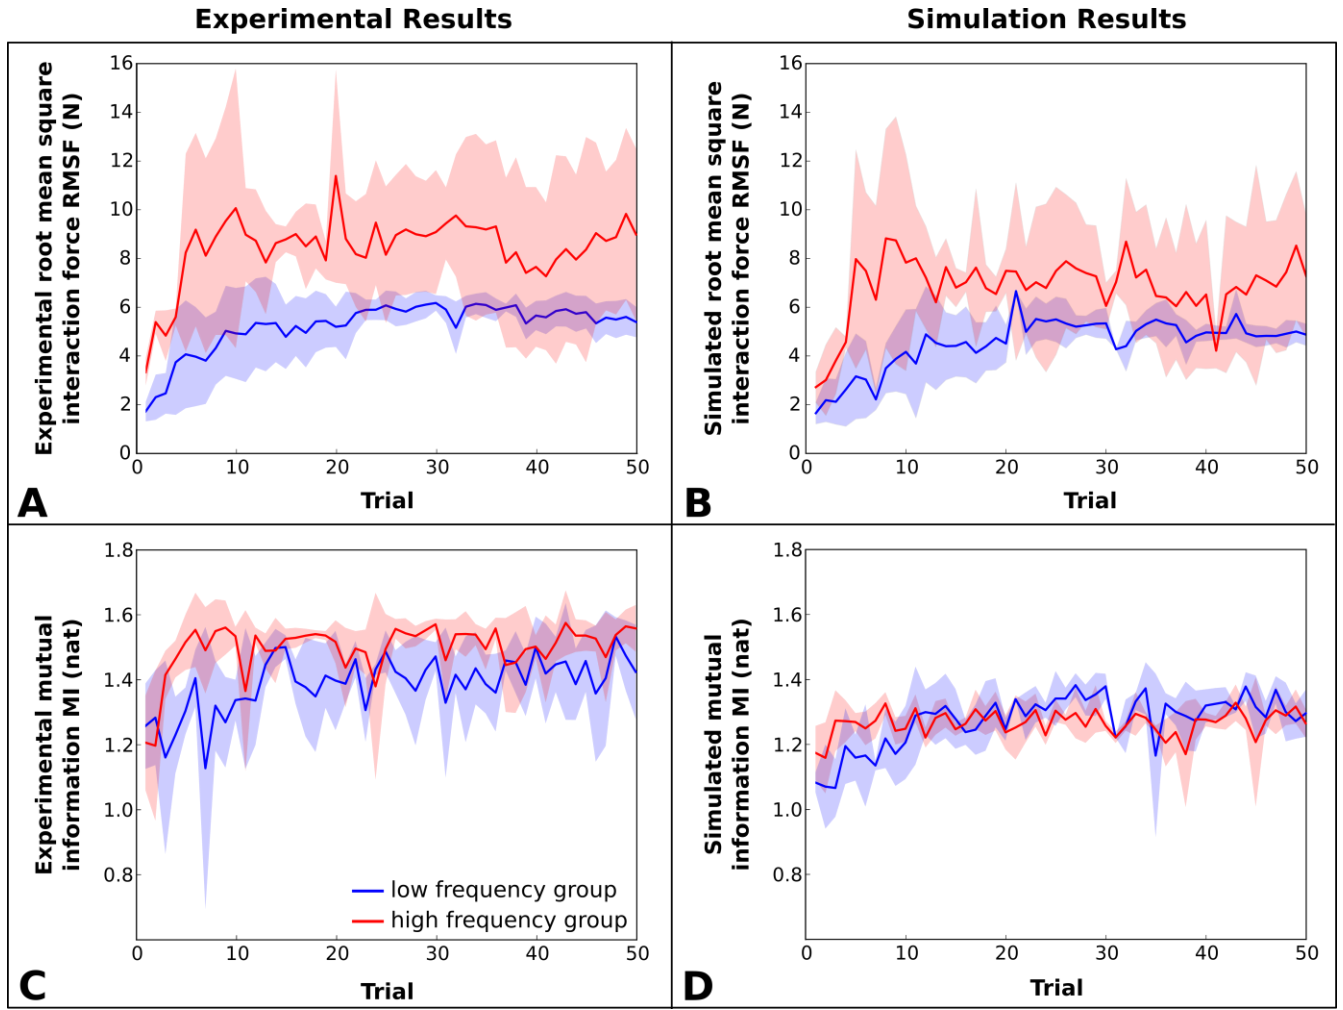 Experimental Results
Simulation Results
Experimental root mean square
interaction force RMSF (N)
16
14
12
10
8
6
4
2
0
0
10
20
30
40
50
Trial
A
Simulated root mean square
interaction force RMSF (N)
16
14
12
10
8
6
4
2
0
0
10
20
30
40
50
Trial
B
Experimental mutual
information MI (nat)
1.8
1.6
1.4
1.2
1.0
0.8
low frequency group
high frequency group
0
10
20
30
40
50
Trial
C
Simulated mutual
information MI (nat)
1.8
1.6
1.4
1.2
1.0
0.8
0
10
20
30
40
50
Trial
D